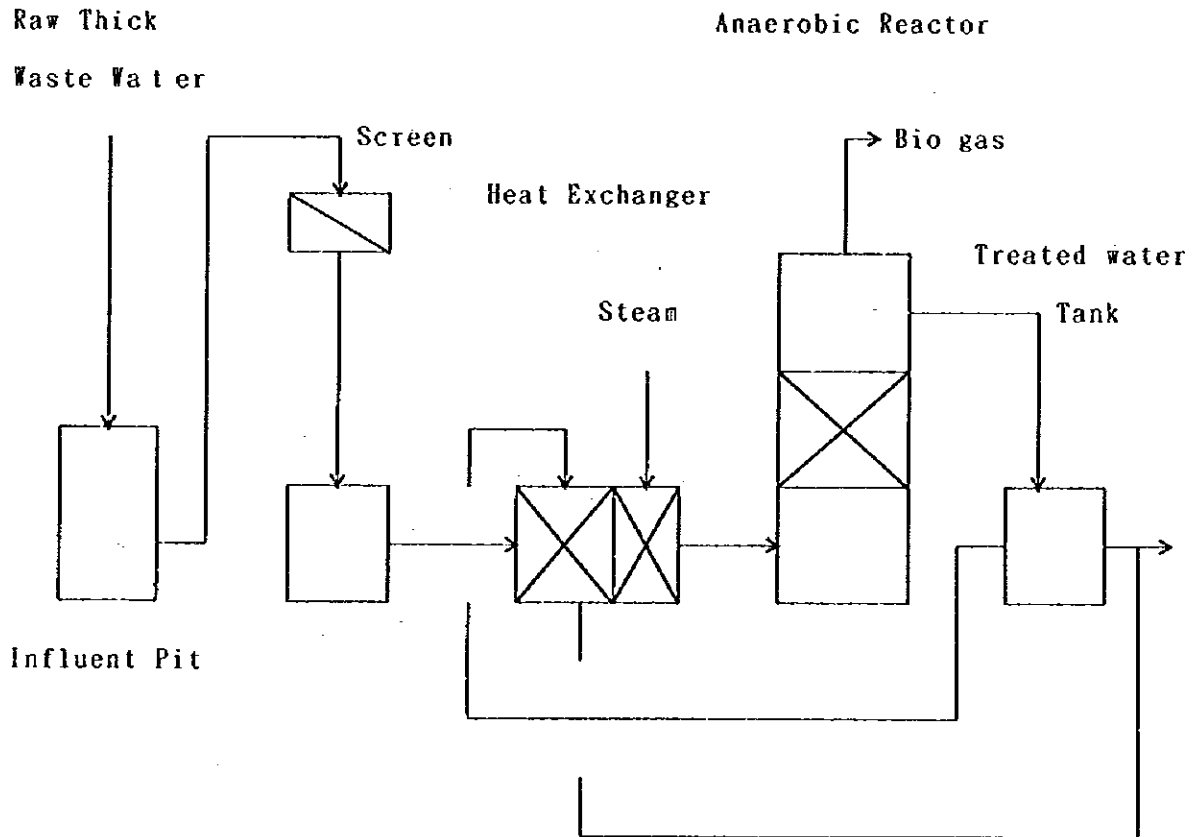 Raw Thick
Waste Water
Anaerobic Reactor
Screen
Bio gas
Heat Exchanger
Treated water
Tank
Steam
Influent Pit